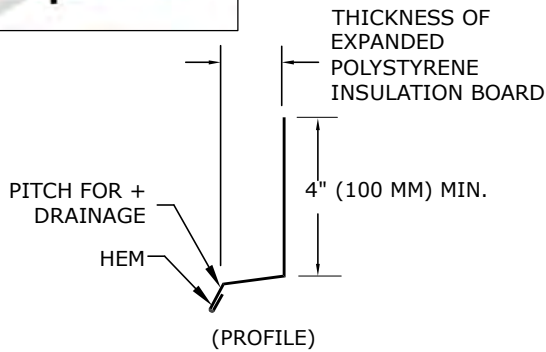 THICKNESS OF
EXPANDED
POLYSTYRENE
INSULATION BOARD
4" (100 MM) MIN.
PITCH FOR +
DRAINAGE
HEM
(PROFILE)